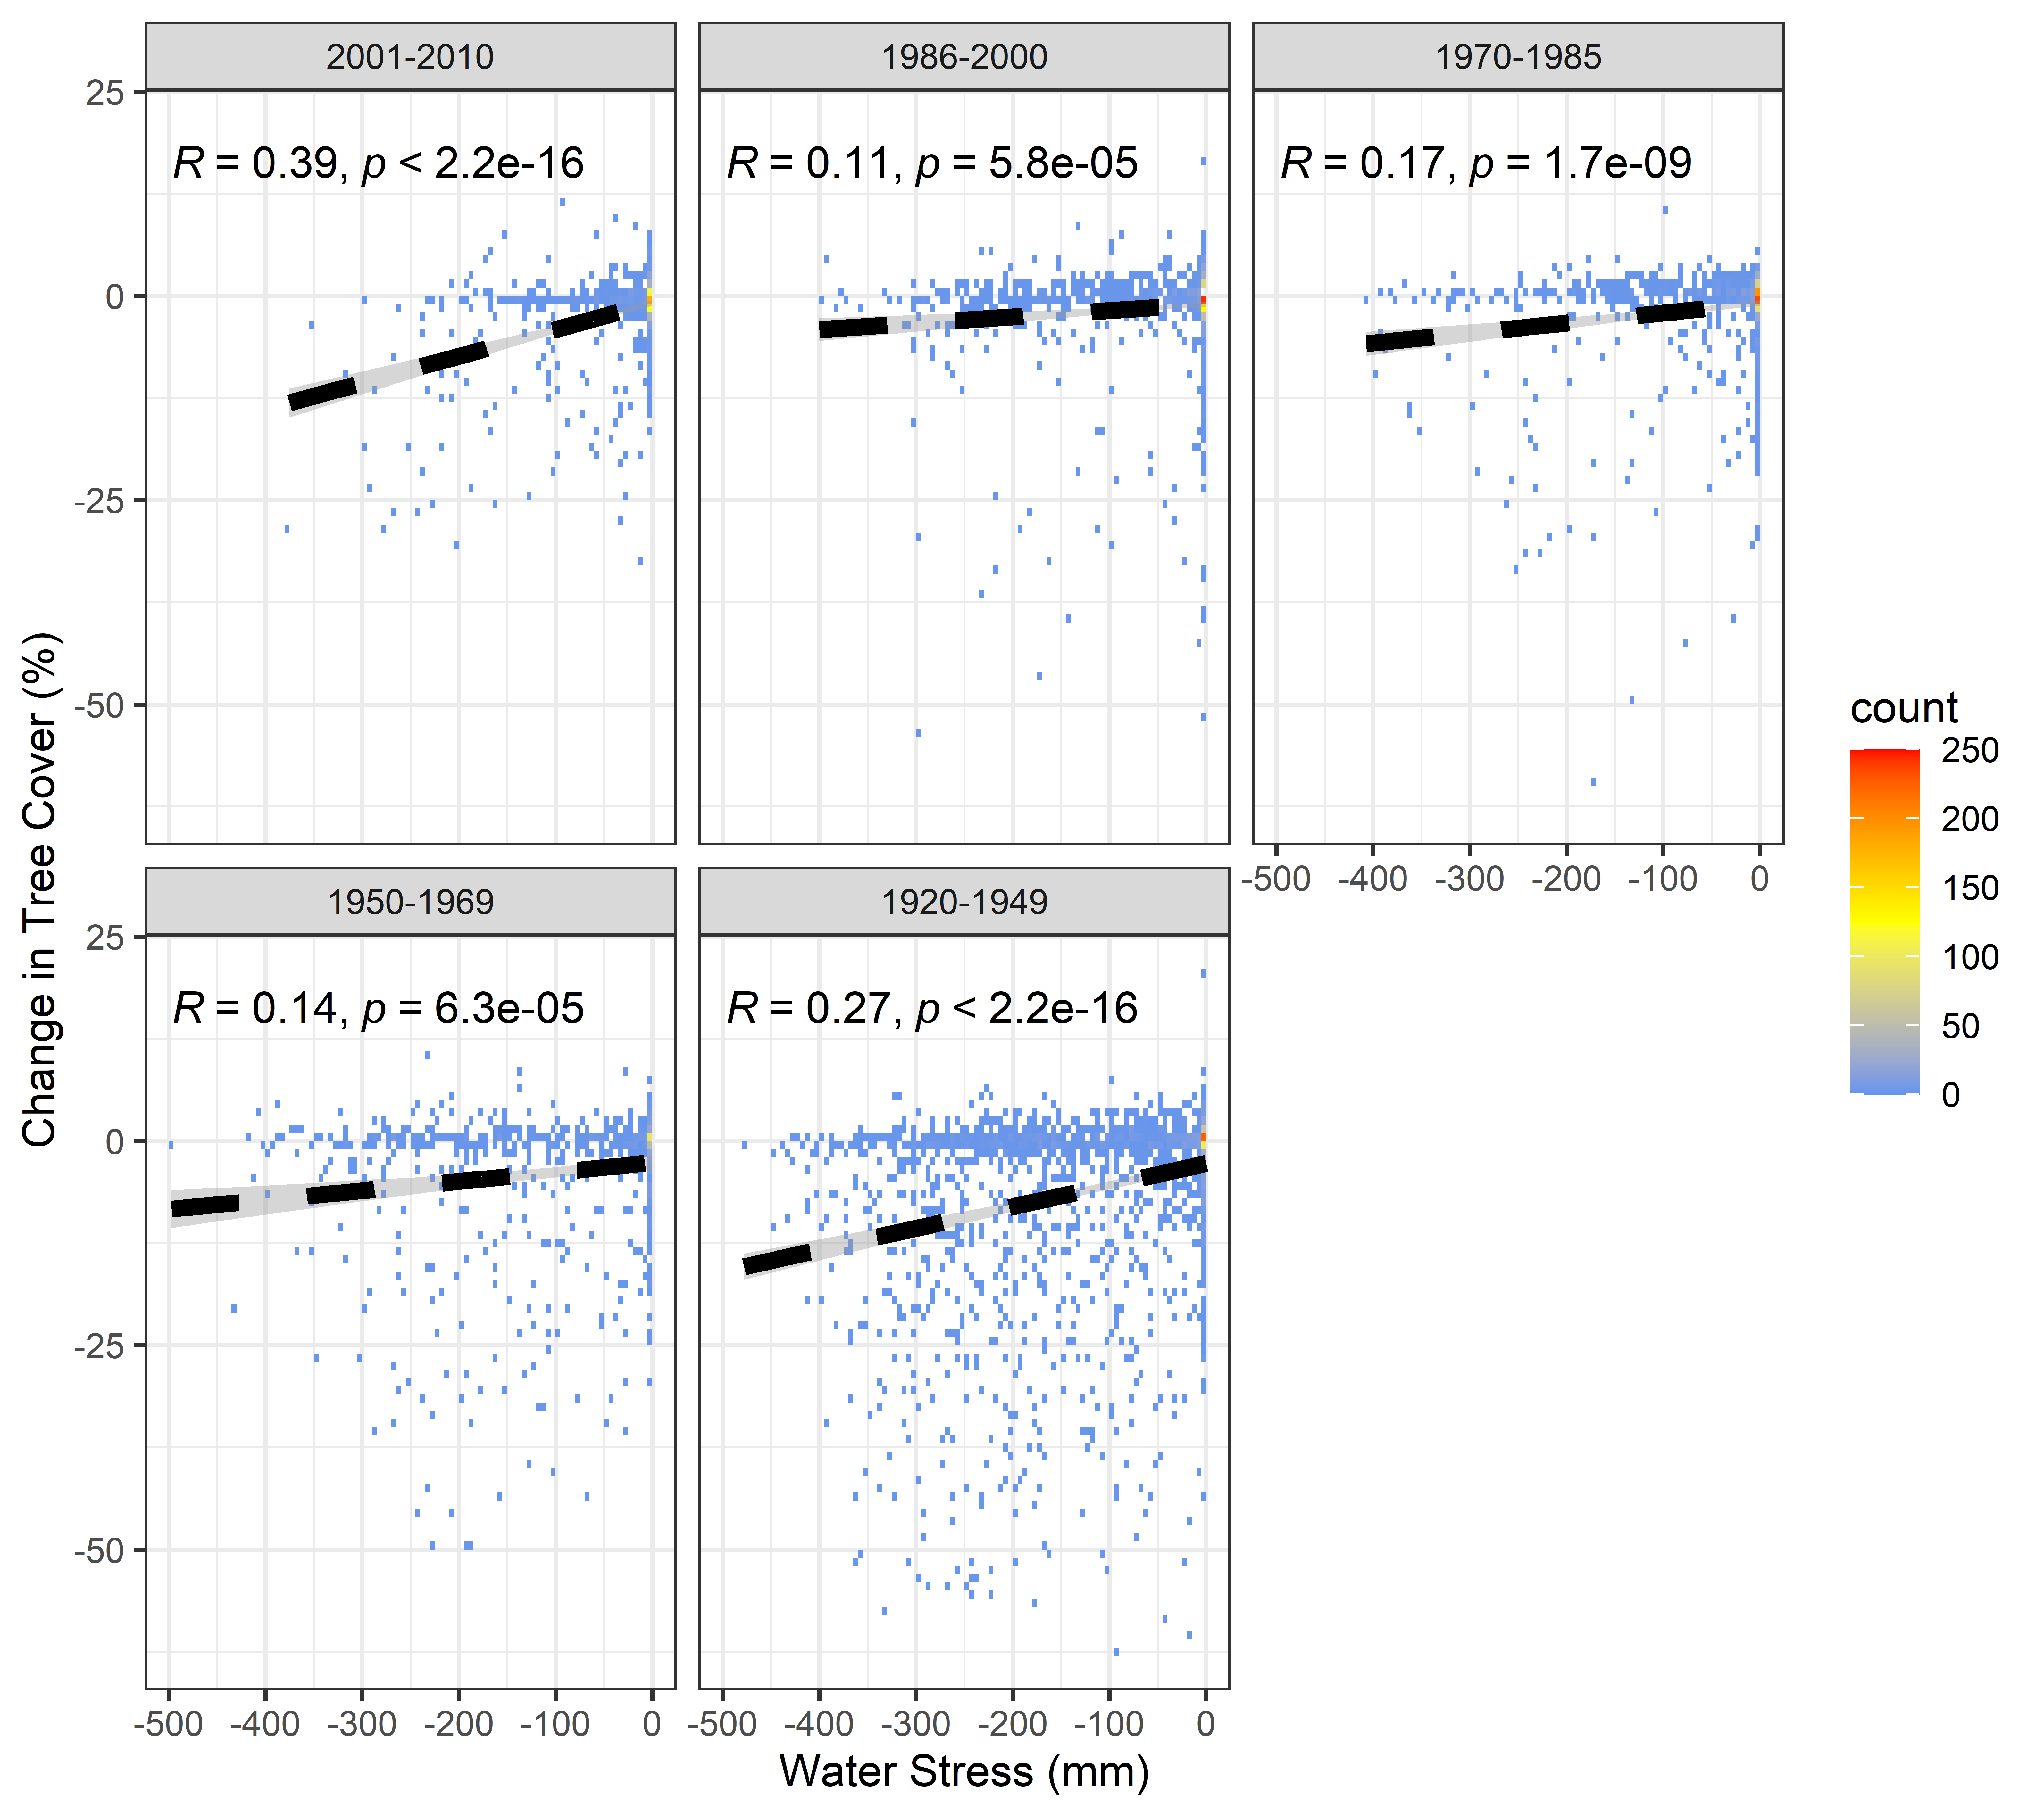 2001-2010
1986-2000
1970-1985
25
R = 0.39, p < 2.2e-16
R = 0.11, p = 5.8e-05
R = 0.17, p = 1.7e-09
0
-25
-50
-500 -400 -300 -200 -100 0
1950-1969
1920-1949
25
R = 0.14, p = 6.3e-05
R = 0.27, p < 2.2e-16
0
-25
-50
-500 -400 -300 -200 -100 0
-500 -400 -300 -200 -100 0
Water Stress (mm)
Change in Tree Cover (%)
count
250
200
150
100
50
0